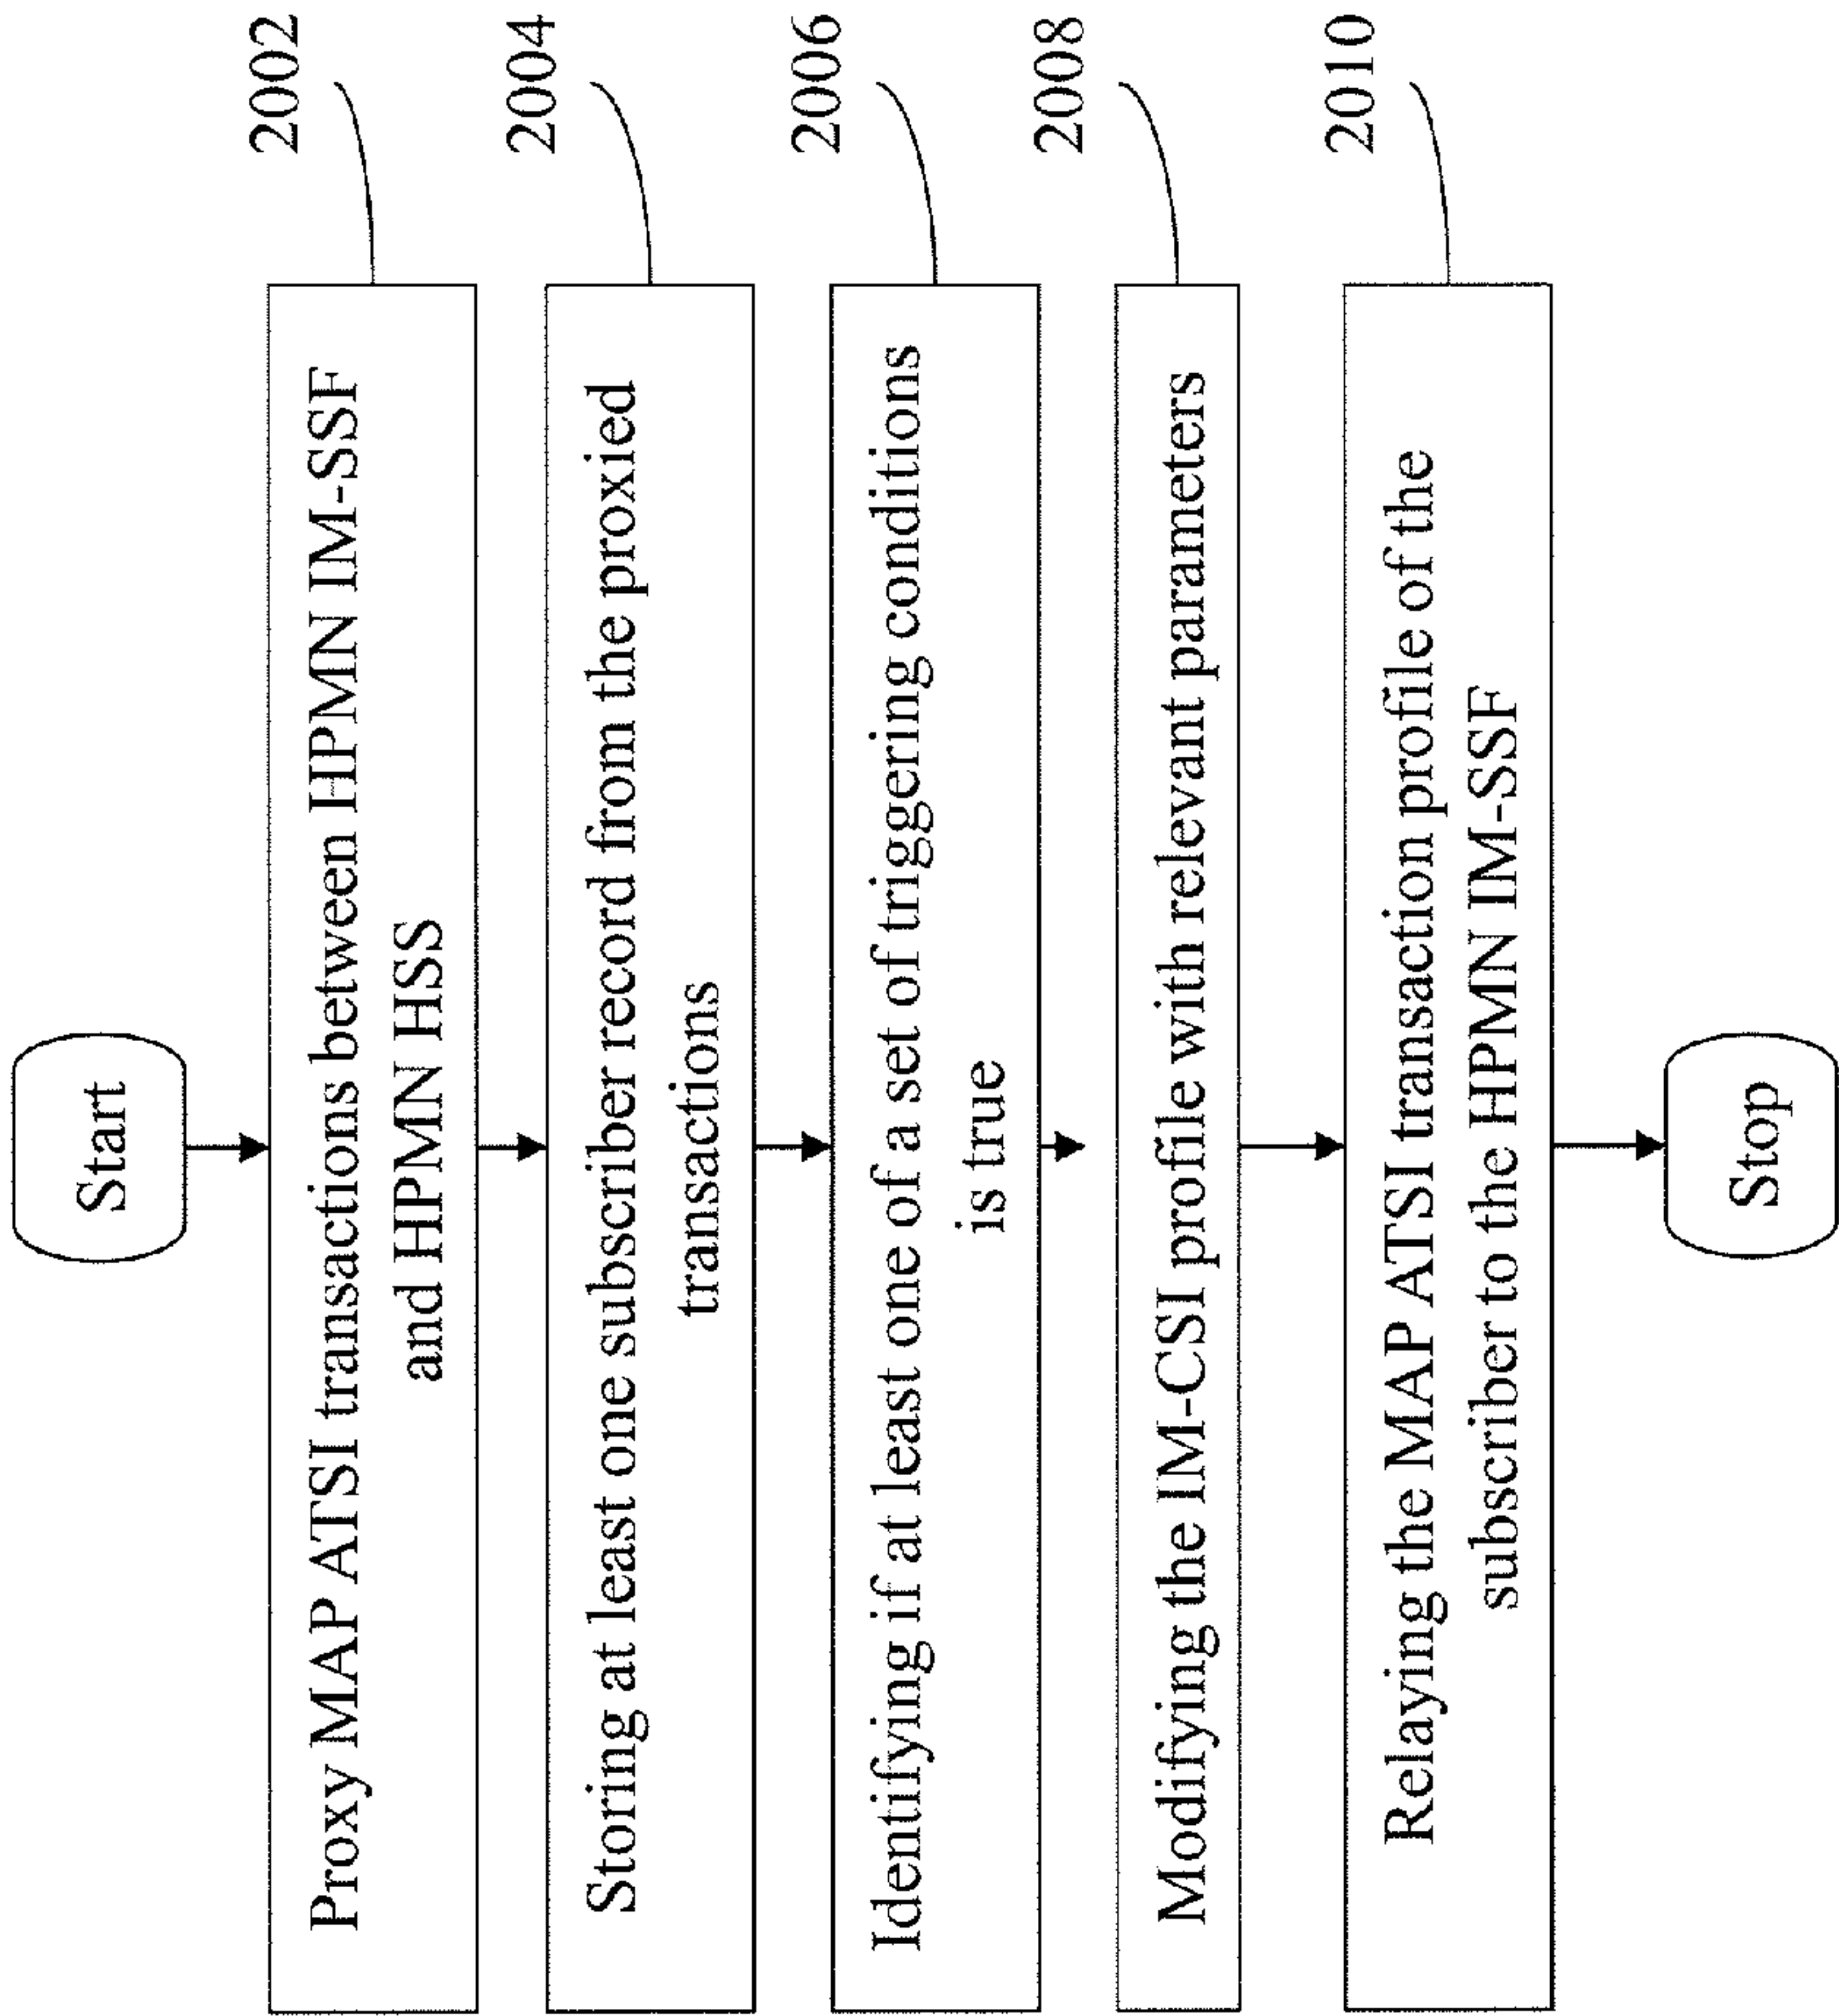 Start
Proxy MAP ATSI transactions between HPMN IM-SSF
and HPMN HSS
2002
Storing at least one subscriber record from the proxied
transactions
2004
Identifying if at least one of a set of triggering conditions
is true
2006
Modifying the IM-CSI profile with relevant parameters
2008
Relaying the MAP ATSI transaction profile of the
subscriber to the HPMN IM-SSF
2010
Stop